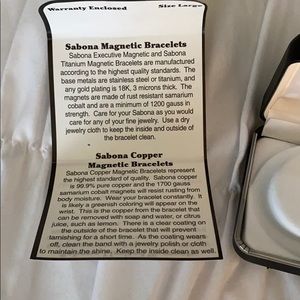 Warranty Enclosed Size Large
Sabona Magnetic Bracelets
Sabona Executive Magnetic and Sabona
Titanium Magnetic Bracelets are manufactured
according to the highest quality standards. The
base metals are stainless steel or titanium, and
any gold plating is 18K, 3 microns thick. The
magnets are made of rust resistant samarium
cobalt and are a minimum of 1200 gauss in
strength. Care for your Sabona as you would
care for any of your fine jewelry. Use a dry
jewelry cloth to keep the inside and outside of
the bracelet clean.
Sabona Copper
Magnetic Bracelets
Sabona Copper Magnetic Bracelets represent
the highest standard of quality. Sabona copper
is 99.9% pure copper and the 1700 gauss
samarium cobalt magnets will resist rusting from
body moisture. Wear your bracelet constantly. It
is likely a greenish coloring will appear on the
wrist. This is the copper from the bracelet that
can be removed with soap and water, or citrus
juice, such as lemon. There is a clear coating on
the outside of the bracelet that will prevent
tarnishing for a short time. As the coating wears
off, clean the band with a jewelry polish or cloth
to maintain the shine. Keep the inside clean as well.